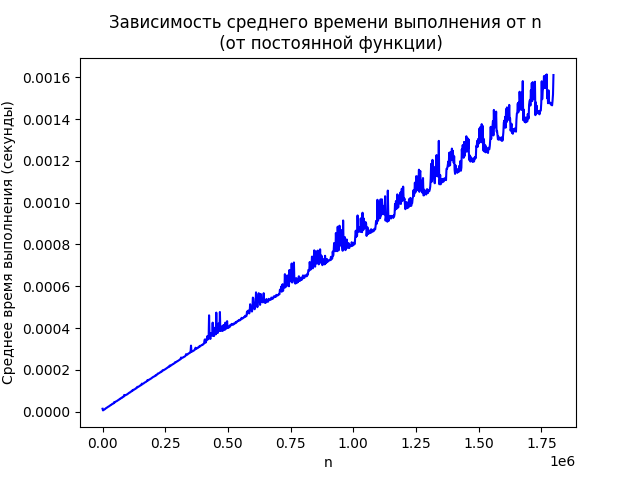 Зависимость среднего времени выполнения от n
(от постоянной функции)
Среднее время выполнения (секунды)
0.0016
0.0014
0.0012
0.0010
0.0008
0.0006
0.0004
0.0002
0.0000
0.00 0.25 0.50 0.75 1.00 1.25 1.50 1.75
1e6
n